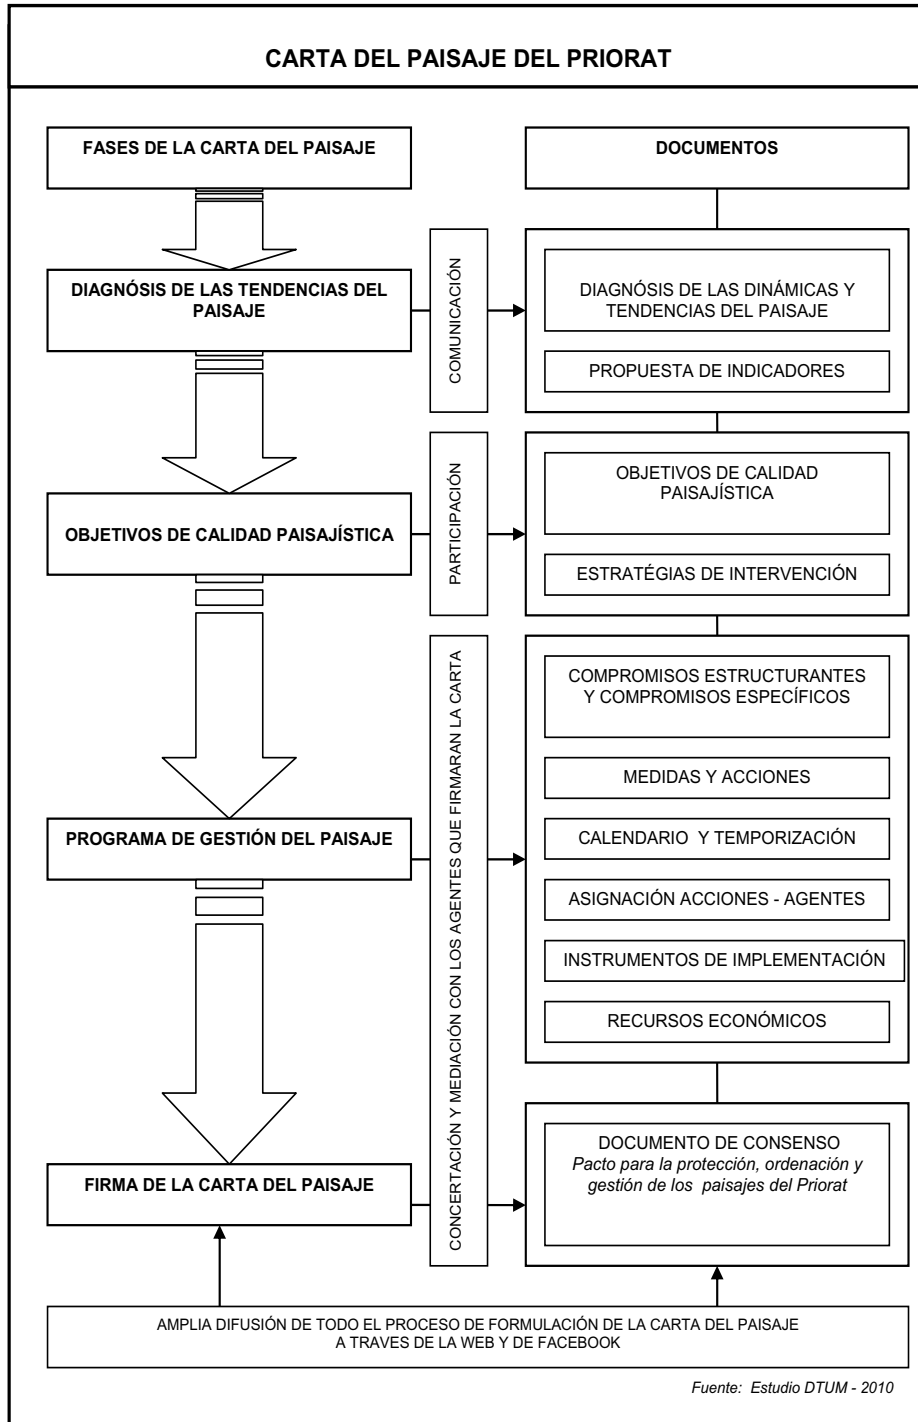 CARTA DEL PAISAJE DEL PRIORAT
FASES DE LA CARTA DEL PAISAJE
DOCUMENTOS
DIAGNÓSIS DE LAS TENDENCIAS DEL
PAISAJE
COMUNICACIÓN
DIAGNÓSIS DE LAS DINÁMICAS Y
TENDENCIAS DEL PAISAJE
PROPUESTA DE INDICADORES
OBJETIVOS DE CALIDAD PAISAJÍSTICA
PARTICIPACIÓN
OBJETIVOS DE CALIDAD
PAISAJÍSTICA
ESTRATÉGIAS DE INTERVENCIÓN
PROGRAMA DE GESTIÓN DEL PAISAJE
CONCERTACIÓN Y MEDIACIÓN CON LOS AGENTES QUE FIRMARAN LA CARTA
COMPROMISOS ESTRUCTURANTES
Y COMPROMISOS ESPECÍFICOS
MEDIDAS Y ACCIONES
CALENDARIO Y TEMPORIZACIÓN
ASIGNACIÓN ACCIONES - AGENTES
INSTRUMENTOS DE IMPLEMENTACIÓN
RECURSOS ECONÓMICOS
FIRMA DE LA CARTA DEL PAISAJE
DOCUMENTO DE CONSENSO
Pacto para la protección, ordenación y
gestión de los paisajes del Priorat
AMPLIA DIFUSIÓN DE TODO EL PROCESO DE FORMULACIÓN DE LA CARTA DEL PAISAJE
A TRAVES DE LA WEB Y DE FACEBOOK
Fuente: Estudio DTUM - 2010